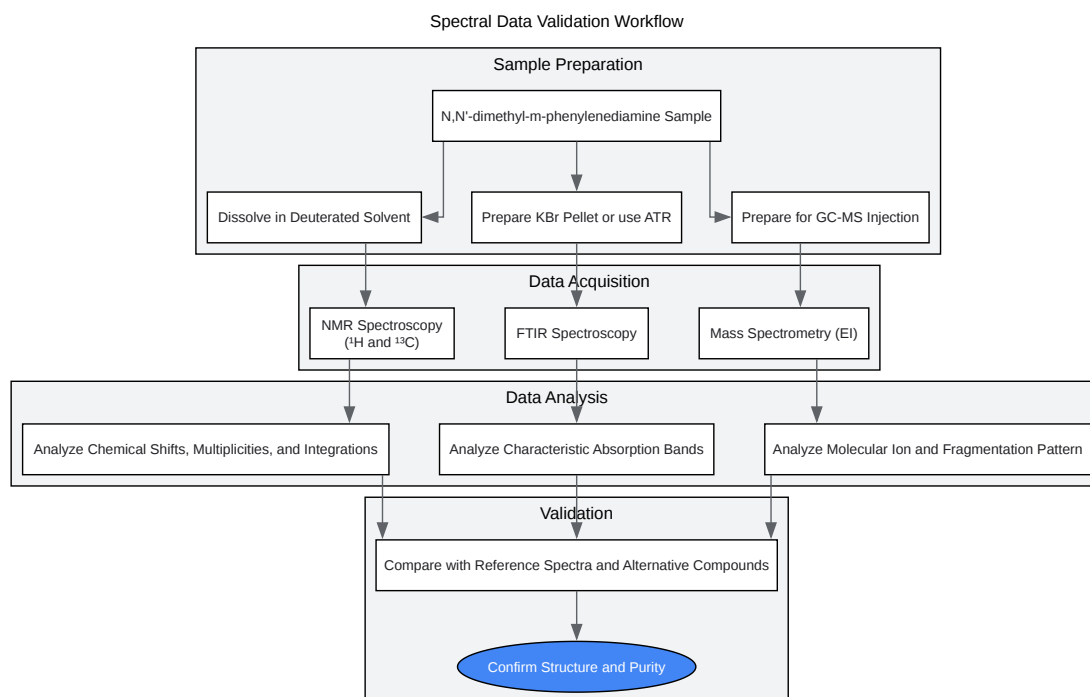 Spectral Data Validation Workflow
Sample Preparation
N,N'-dimethyl-m-phenylenediamine Sample
Dissolve in Deuterated Solvent
Prepare KBr Pellet or use ATR
Prepare for GC-MS Injection
Data Acquisition
NMR Spectroscopy
(¹H and ¹³C)
FTIR Spectroscopy
Mass Spectrometry (EI)
Data Analysis
Analyze Chemical Shifts, Multiplicities, and Integrations
Analyze Characteristic Absorption Bands
Analyze Molecular Ion and Fragmentation Pattern
Validation
Compare with Reference Spectra and Alternative Compounds
Confirm Structure and Purity